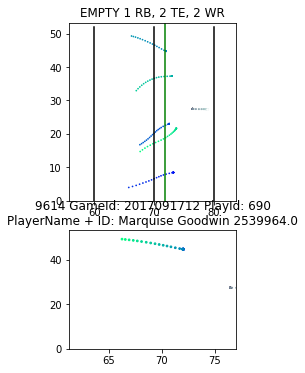 EMPTY 1 RB, 2 TE, 2 WR
50
40
30
20
10
0
60 70 80
9614 GameId: 2017091712 PlayId: 690
PlayerName + ID: Marquise Goodwin 2539964.0
40
20
0
65 70 75